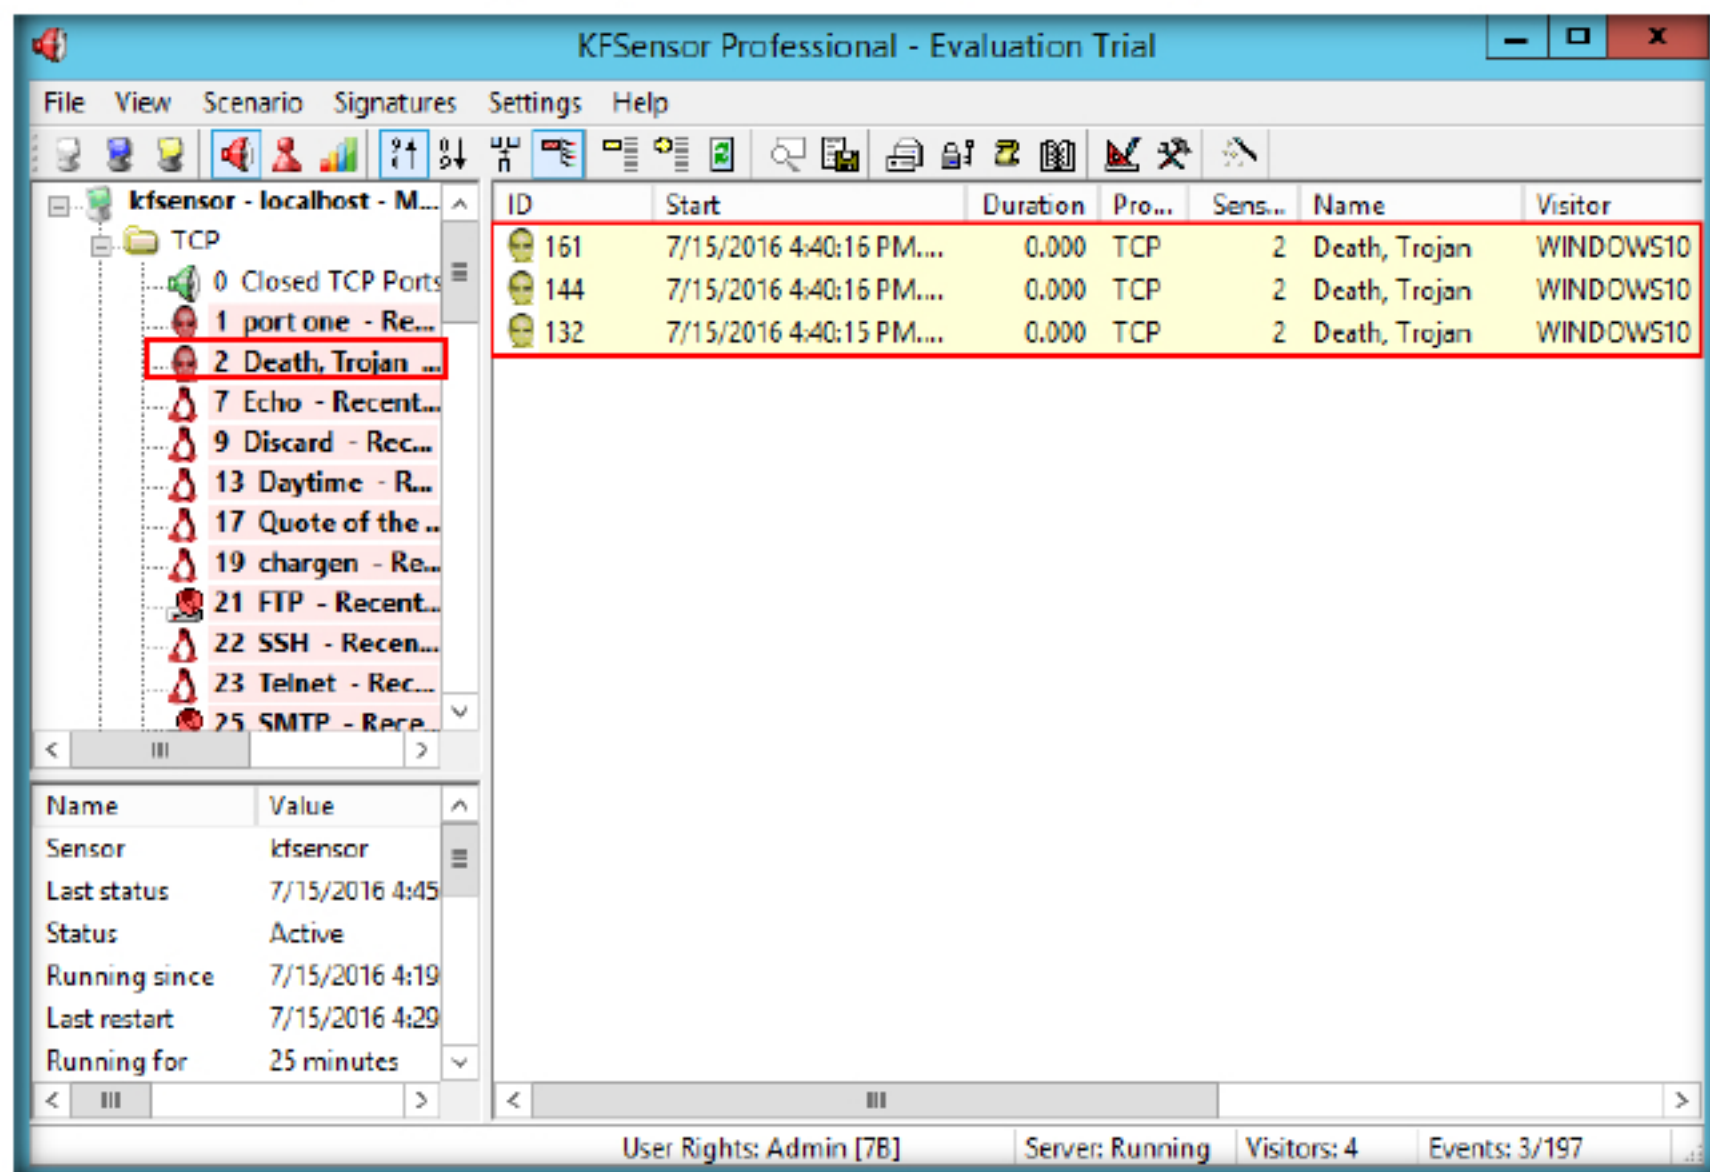 KFSensor Professional - Evaluation Trial
File View Scenario Signatures Settings Help
kfsensor - localhost - M...
TCP
0 Closed TCP Ports
1 port one - Re...
2 Death, Trojan ...
7 Echo - Recent...
9 Discard - Rec...
13 Daytime - R...
17 Quote of the ...
19 chargen - Re...
21 FTP - Recent...
22 SSH - Recen...
23 Telnet - Rec...
25 SMTP - Rece...
ID Start Duration Pro... Sens... Name Visitor
161 7/15/2016 4:40:16 PM.... 0.000 TCP 2 Death, Trojan WINDOWS10
144 7/15/2016 4:40:16 PM.... 0.000 TCP 2 Death, Trojan WINDOWS10
132 7/15/2016 4:40:15 PM.... 0.000 TCP 2 Death, Trojan WINDOWS10
Name Value
Sensor kfsensor
Last status 7/15/2016 4:45
Status Active
Running since 7/15/2016 4:19
Last restart 7/15/2016 4:29
Running for 25 minutes
User Rights: Admin [7B] Server: Running Visitors: 4 Events: 3/197